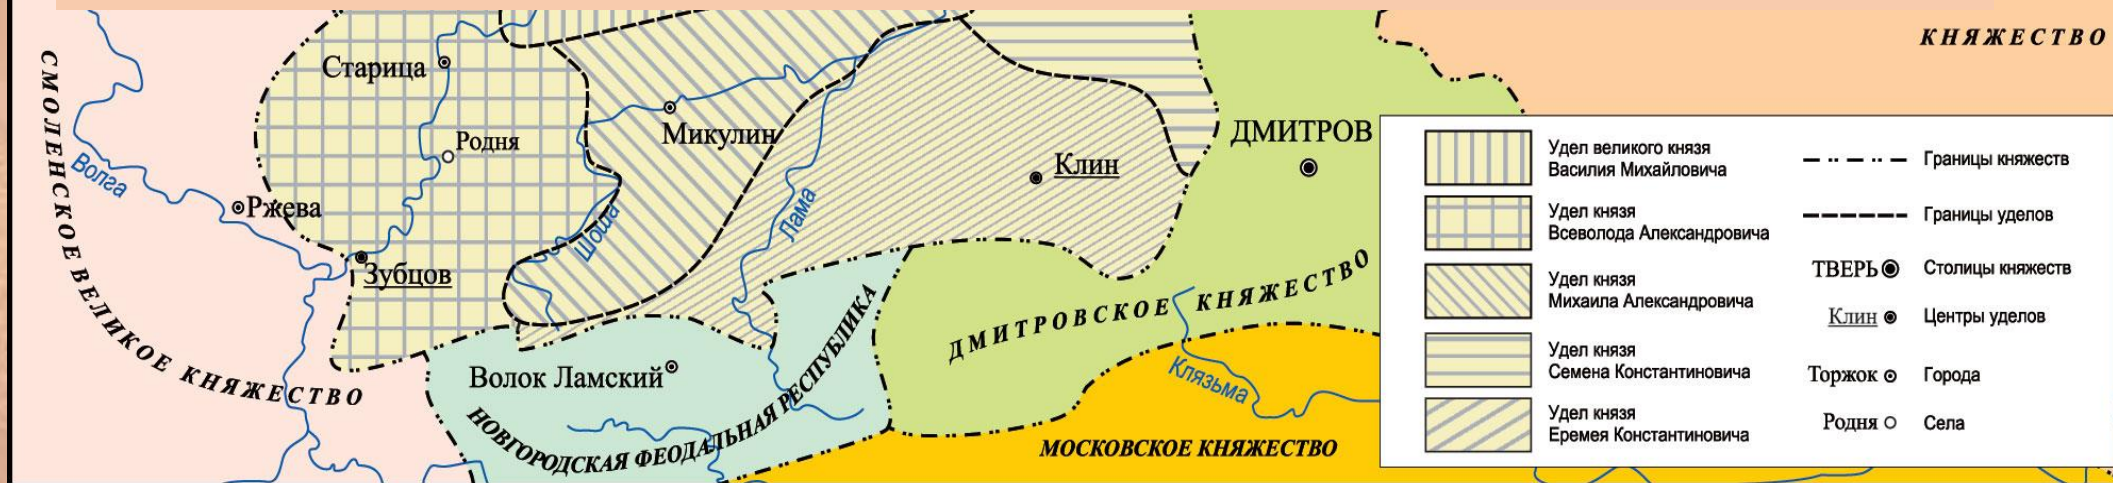 КНЯЖЕСТВО
СМОЛЕНСКОЕ ВЕЛИКОЕ КНЯЖЕСТВО
Старица
Родня
Микулин
ДМИТРОВ
Клин
Волга
Ржева
Шоша
Лама
Зубцов
ДМИТРОВСКОЕ КНЯЖЕСТВО
Волок Ламский
НОВГОРОДСКАЯ ФЕОДАЛЬНАЯ РЕСПУБЛИКА
Клязьма
МОСКОВСКОЕ КНЯЖЕСТВО
Удел великого князя
Василия Михайловича
Удел князя
Всеволода Александровича
Удел князя
Михаила Александровича
Удел князя
Семена Константиновича
Удел князя
Еремея Константиновича
Границы княжеств
Границы уделов
ТВЕРЬ Столицы княжеств
Клин Центры уделов
Торжок Города
Родня Села